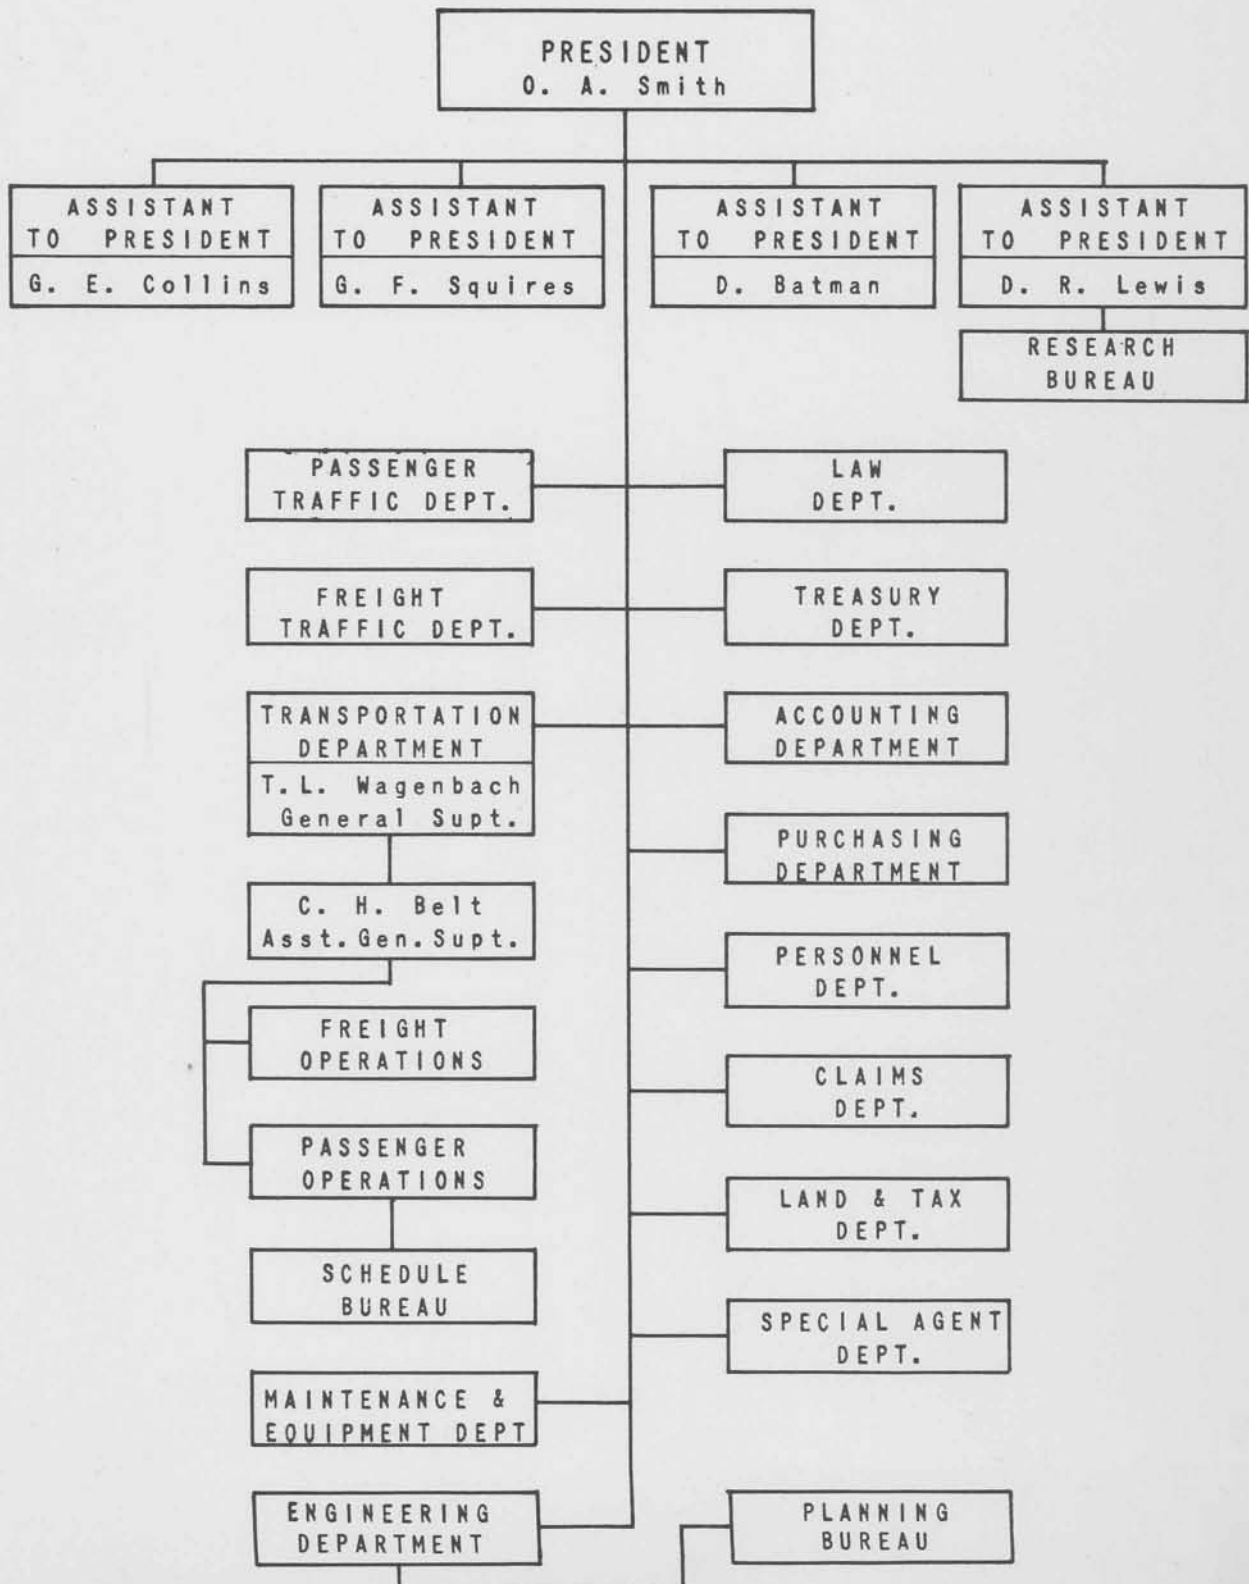 PRESIDENT
O. A. Smith
ASSISTANT
TO PRESIDENT
G. E. Collins
ASSISTANT
TO PRESIDENT
G. F. Squires
ASSISTANT
TO PRESIDENT
D. Batman
ASSISTANT
TO PRESIDENT
D. R. Lewis
RESEARCH
BUREAU
PASSENGER
TRAFFIC DEPT.
LAW
DEPT.
FREIGHT
TRAFFIC DEPT.
TREASURY
DEPT.
TRANSPORTATION
DEPARTMENT
T.L. Wagenbach
General Supt.
ACCOUNTING
DEPARTMENT
PURCHASING
DEPARTMENT
C. H. Belt
Asst.Gen.Supt.
PERSONNEL
DEPT.
FREIGHT
OPERATIONS
CLAIMS
DEPT.
PASSENGER
OPERATIONS
LAND & TAX
DEPT.
SCHEDULE
BUREAU
SPECIAL AGENT
DEPT.
MAINTENANCE &
EQUIPMENT DEPT
ENGINEERING
DEPARTMENT
PLANNING
BUREAU